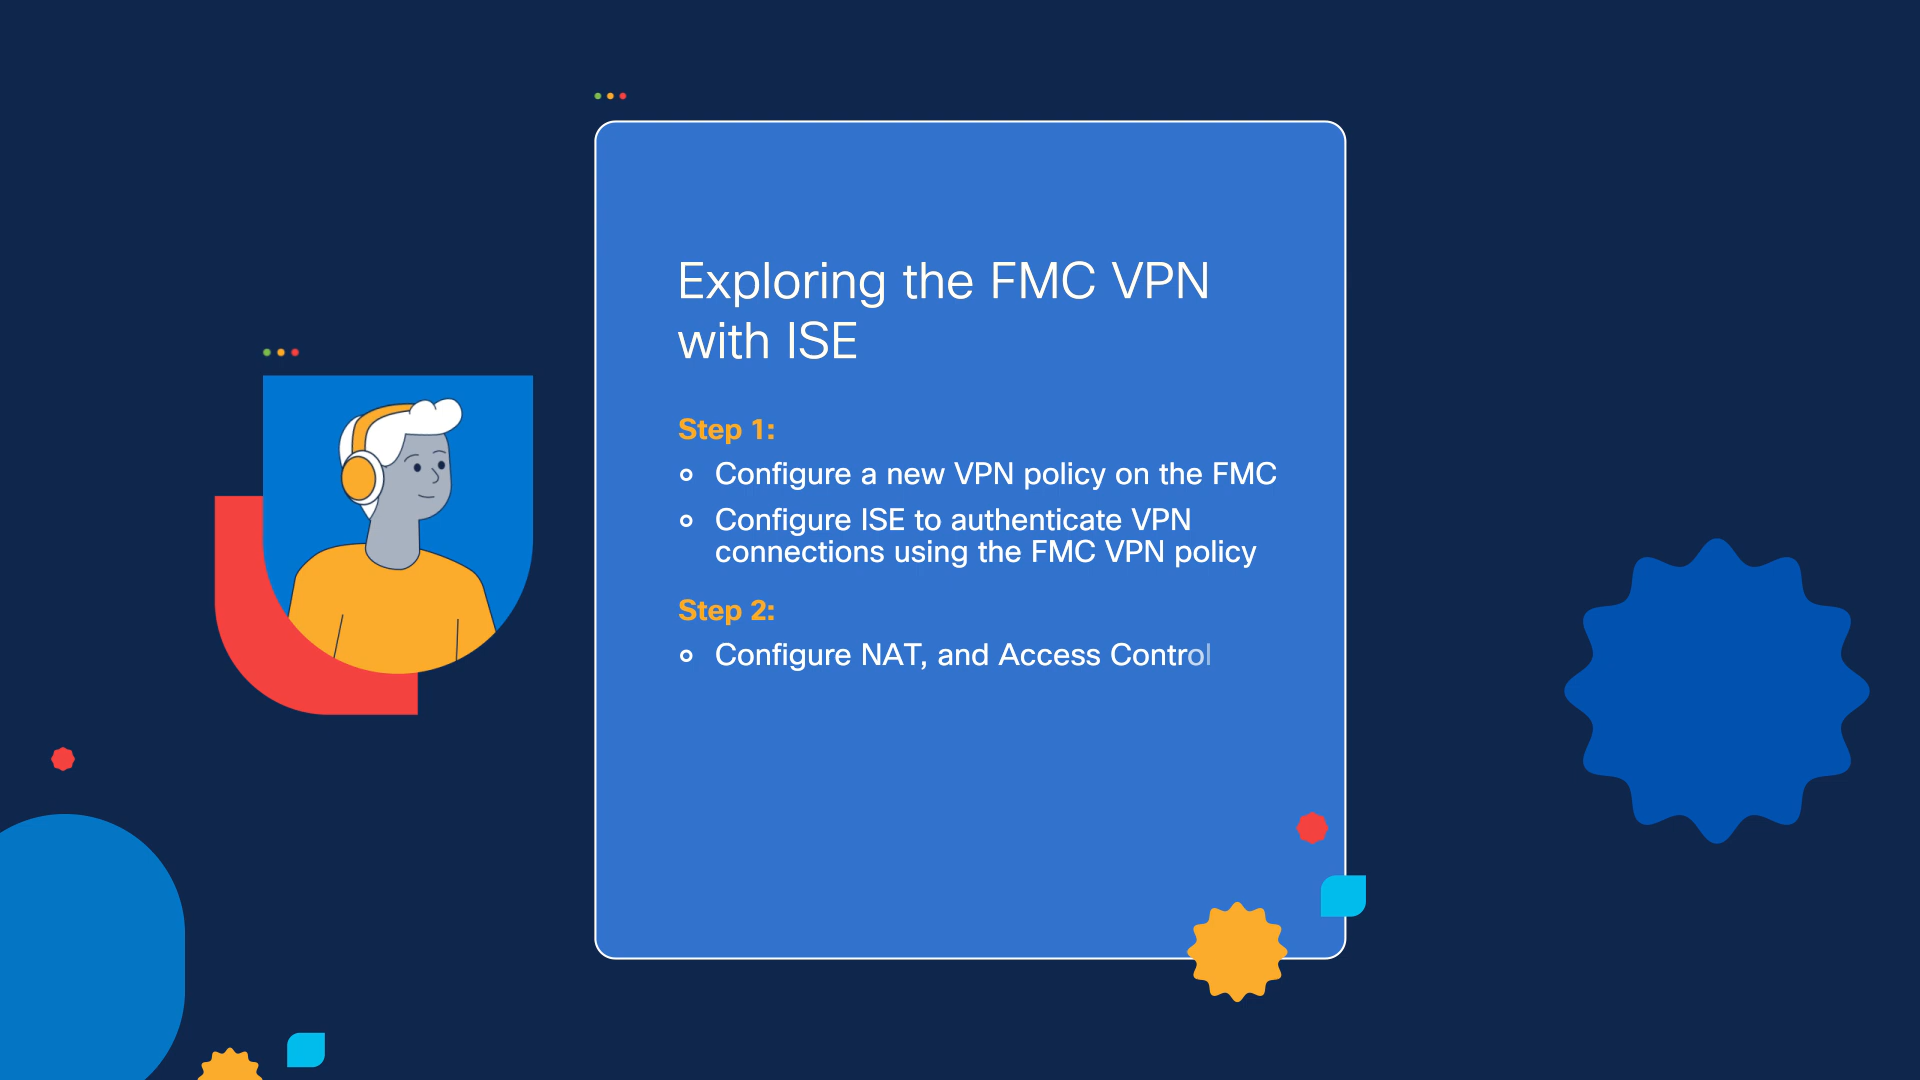 Exploring the FMC VPN
with ISE
Step 1:
Configure a new VPN policy on the FMC
Configure ISE to authenticate VPN
connections using the FMC VPN policy
Step 2:
Configure NAT, and Access Control